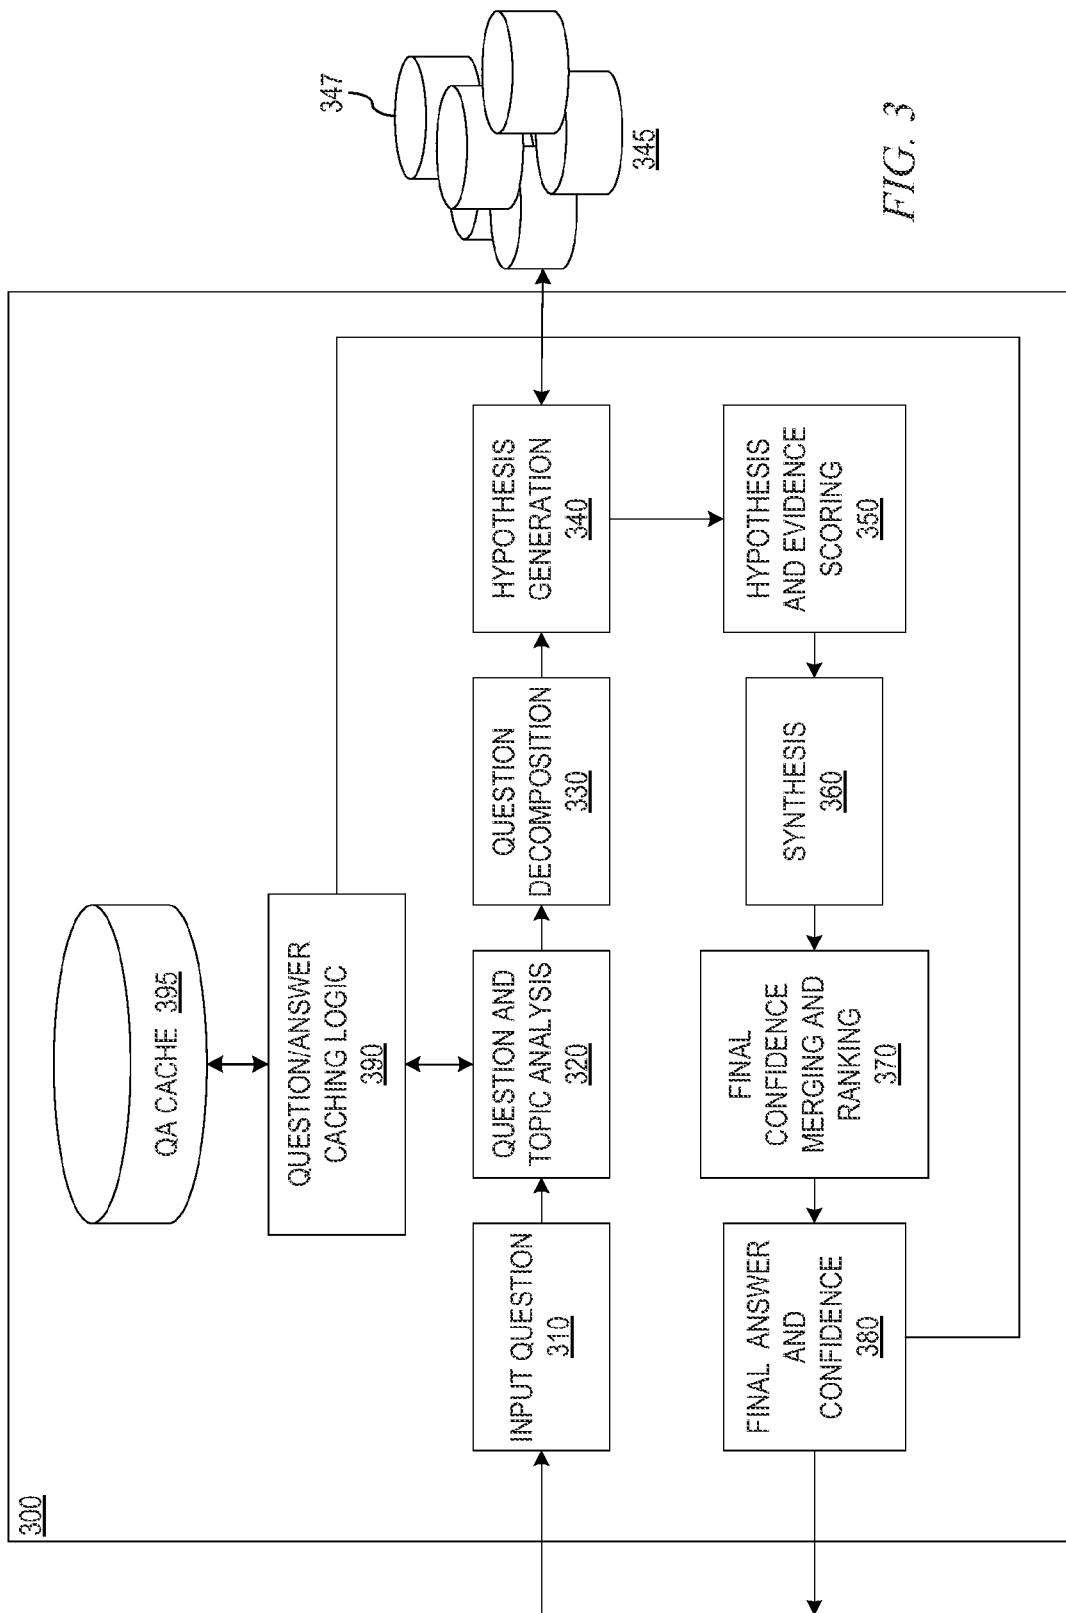 300
QA CACHE 395
QUESTION/ANSWER
CACHING LOGIC
390
INPUT QUESTION
310
QUESTION AND
TOPIC ANALYSIS
320
QUESTION
DECOMPOSITION
330
HYPOTHESIS
GENERATION
340
347
345
FINAL ANSWER
AND
CONFIDENCE
380
FINAL
CONFIDENCE
MERGING AND
RANKING
370
SYNTHESIS
360
HYPOTHESIS
AND EVIDENCE
SCORING
350
FIG. 3